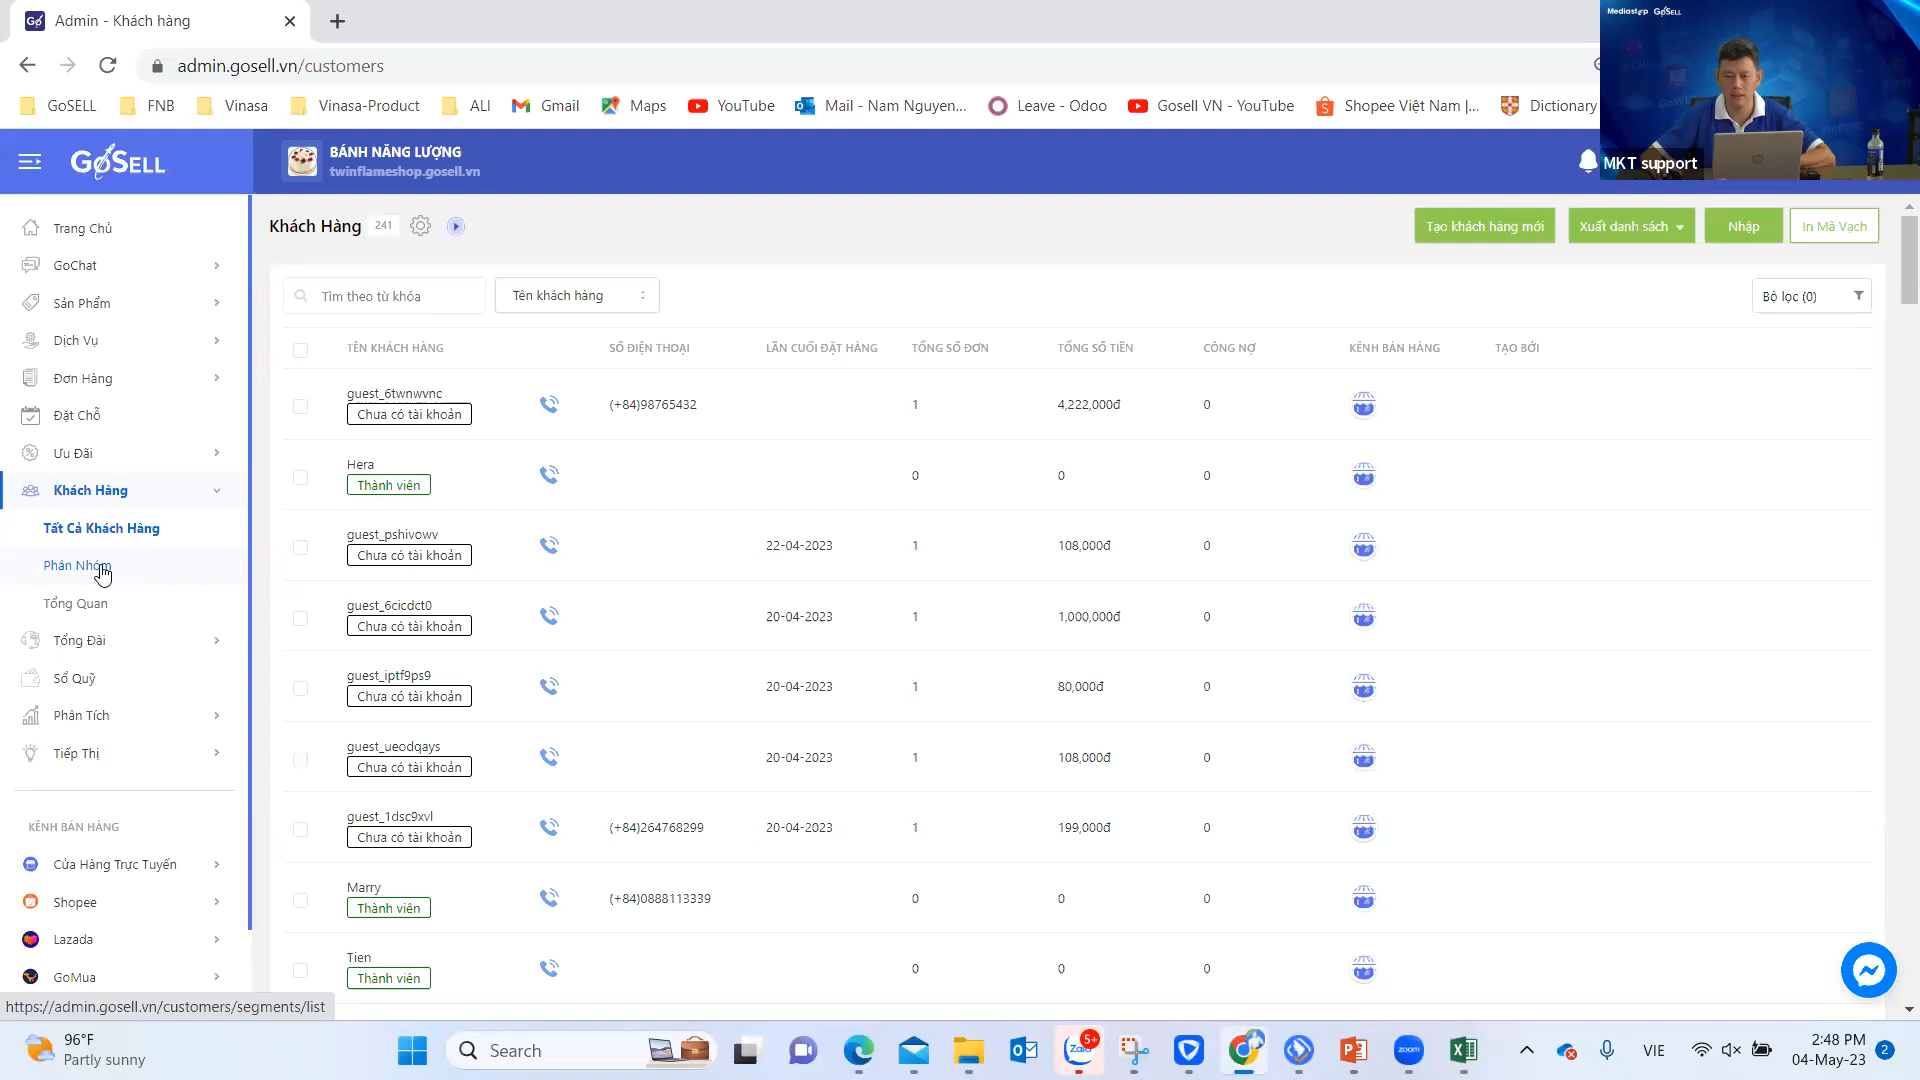 Admin - Khách hàng
admin.gosell.vn/customers
GoSELL
FNB
Vinasa
Vinasa-Product
ALI
Gmail
Maps
YouTube
Mail - Nam Nguyen...
Leave - Odoo
Gosell VN - YouTube
Shopee Việt Nam |...
Dictionary
Mediastep GoSELL
MKT support
GoSELL
BÁNH NĂNG LƯỢNG
twinflameshop.gosell.vn
Trang Chủ
GoChat
Sản Phẩm
Dịch Vụ
Đơn Hàng
Đặt Chỗ
Ưu Đãi
Khách Hàng
Tất Cả Khách Hàng
Phân Nhóm
Tổng Quan
Tổng Đài
Sổ Quỹ
Phân Tích
Tiếp Thị
KÊNH BÁN HÀNG
Cửa Hàng Trực Tuyến
Shopee
Lazada
GoMua
https://admin.gosell.vn/customers/segments/list
Khách Hàng 241
Tạo khách hàng mới
Xuất danh sách
Nhập
In Mã Vạch
Tìm theo từ khóa
Tên khách hàng
Bộ lọc (0)
TÊN KHÁCH HÀNG SỐ ĐIỆN THOẠI LẦN CUỐI ĐẶT HÀNG TỔNG SỐ ĐƠN TỔNG SỐ TIỀN CÔNG NỢ KÊNH BÁN HÀNG TẠO BỞI
guest_6twnwvnc
Chưa có tài khoản
(+84)98765432 1 4,222,000đ 0
Hera
Thành viên
0 0 0
guest_pshivowv
Chưa có tài khoản
22-04-2023 1 108,000đ 0
guest_6cicdct0
Chưa có tài khoản
20-04-2023 1 1,000,000đ 0
guest_iptf9ps9
Chưa có tài khoản
20-04-2023 1 80,000đ 0
guest_ueodqays
Chưa có tài khoản
20-04-2023 1 108,000đ 0
guest_1dsc9xvl
Chưa có tài khoản
(+84)264768299 20-04-2023 1 199,000đ 0
Marry
Thành viên
(+84)0888113339 0 0 0
Tien
Thành viên
0 0 0
96°F
Partly sunny
Search
Zalo
5+
zoom
VIE
2:48 PM
04-May-23
2